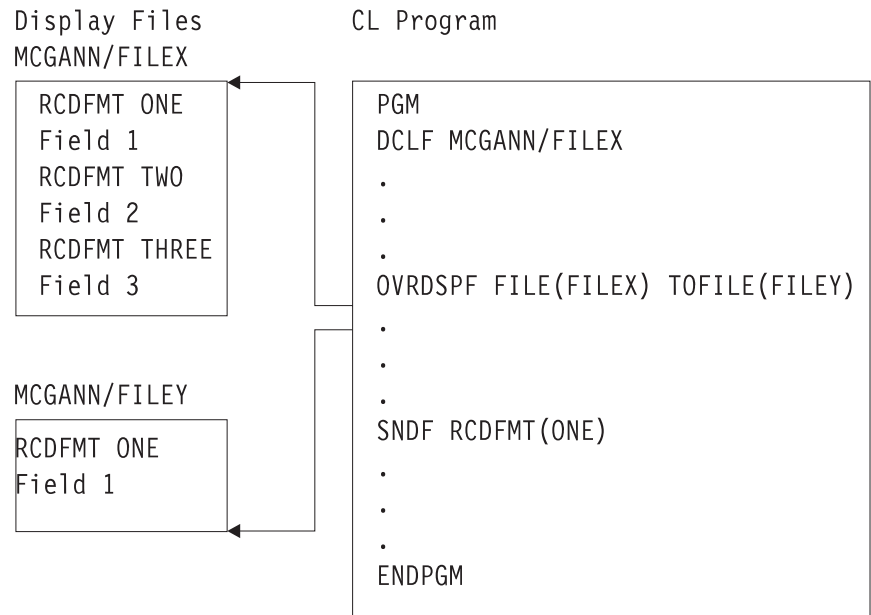 Display Files
MCGANN/FILEX
RCDFMT ONE
Field 1
RCDFMT TWO
Field 2
RCDFMT THREE
Field 3
MCGANN/FILEY
RCDFMT ONE
Field 1
CL Program
PGM
DCLF MCGANN/FILEX
.
.
.
OVRDSPF FILE(FILEX) TOFILE(FILEY)
.
.
.
SNDF RCDFMT(ONE)
.
.
.
ENDPGM